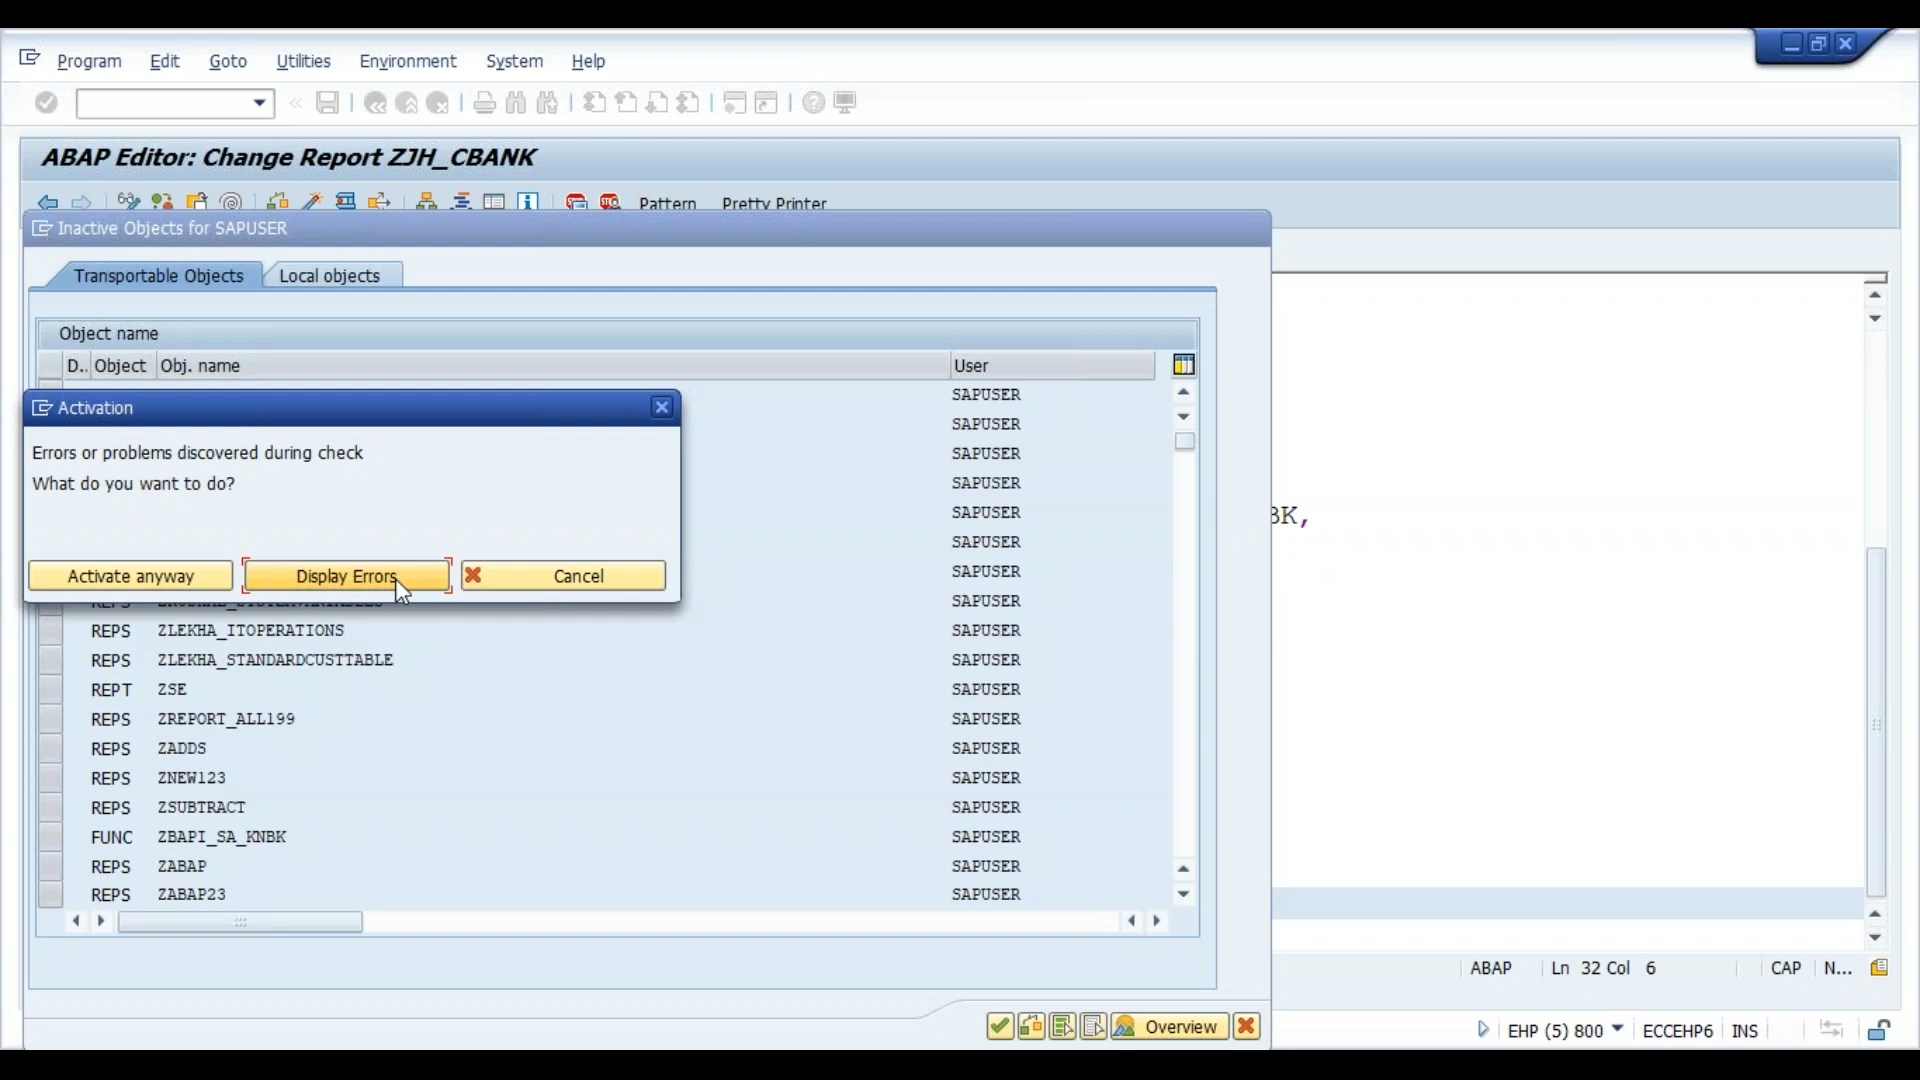 Program Edit Goto Utilities Environment System Help
ABAP Editor: Change Report ZJH_CBANK
Pattern Pretty Printer
Inactive Objects for SAPUSER
Transportable Objects Local objects
Object name
D.. Object Obj. name User
SAPUSER
SAPUSER
SAPUSER
SAPUSER
SAPUSER
SAPUSER
SAPUSER
SAPUSER
Activation
Errors or problems discovered during check
What do you want to do?
Activate anyway Display Errors Cancel
BK,
REPS ZLEKHA_ITOPERATIONS SAPUSER
REPS ZLEKHA_STANDARDCUSTTABLE SAPUSER
REPT ZSE SAPUSER
REPS ZREPORT_ALL199 SAPUSER
REPS ZADDS SAPUSER
REPS ZNEW123 SAPUSER
REPS ZSUBTRACT SAPUSER
FUNC ZBAPI_SA_KNBK SAPUSER
REPS ZABAP SAPUSER
REPS ZABAP23 SAPUSER
ABAP Ln 32 Col 6 CAP N...
Overview
EHP (5) 800 ECCEHP6 INS